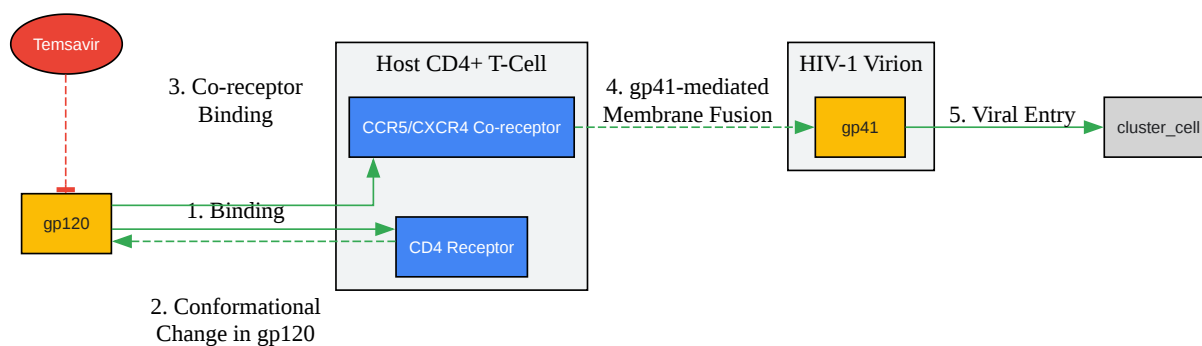 Temsavir
Host CD4+ T-Cell
HIV-1 Virion
3. Co-receptor
Binding
CCR5/CXCR4 Co-receptor
4. gp41-mediated
Membrane Fusion
gp41
5. Viral Entry
cluster_cell
gp120
1. Binding
CD4 Receptor
2. Conformational
Change in gp120